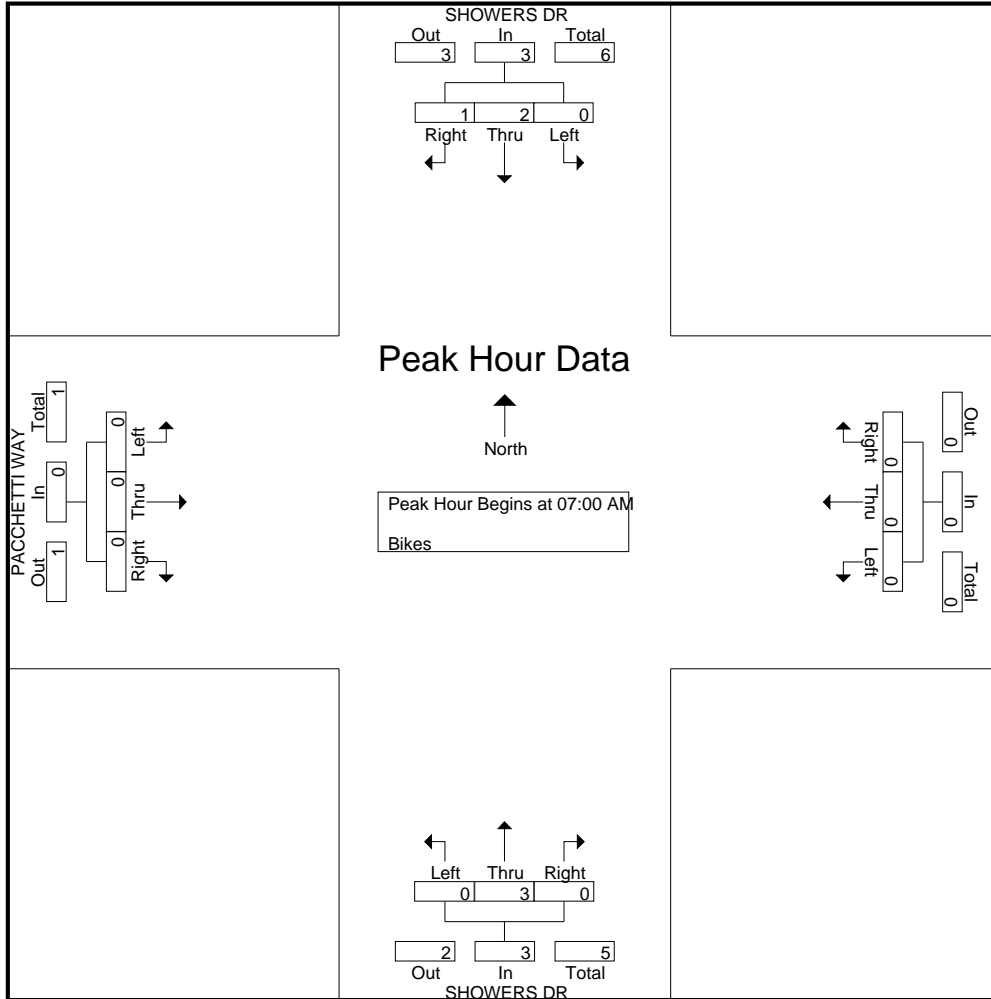 SHOWERS DR
Out In Total
3 3 6
1 2 0
Right Thru Left
Peak Hour Data
North
Peak Hour Begins at 07:00 AM
Bikes
PACCHETTI WAY
Total In Out
1 0 1
0 0 0
Left Thru Right
Right Thru Left
0 0 0
Out In Total
0 0 0
Left Thru Right
0 3 0
2 3 5
Out In Total
SHOWERS DR